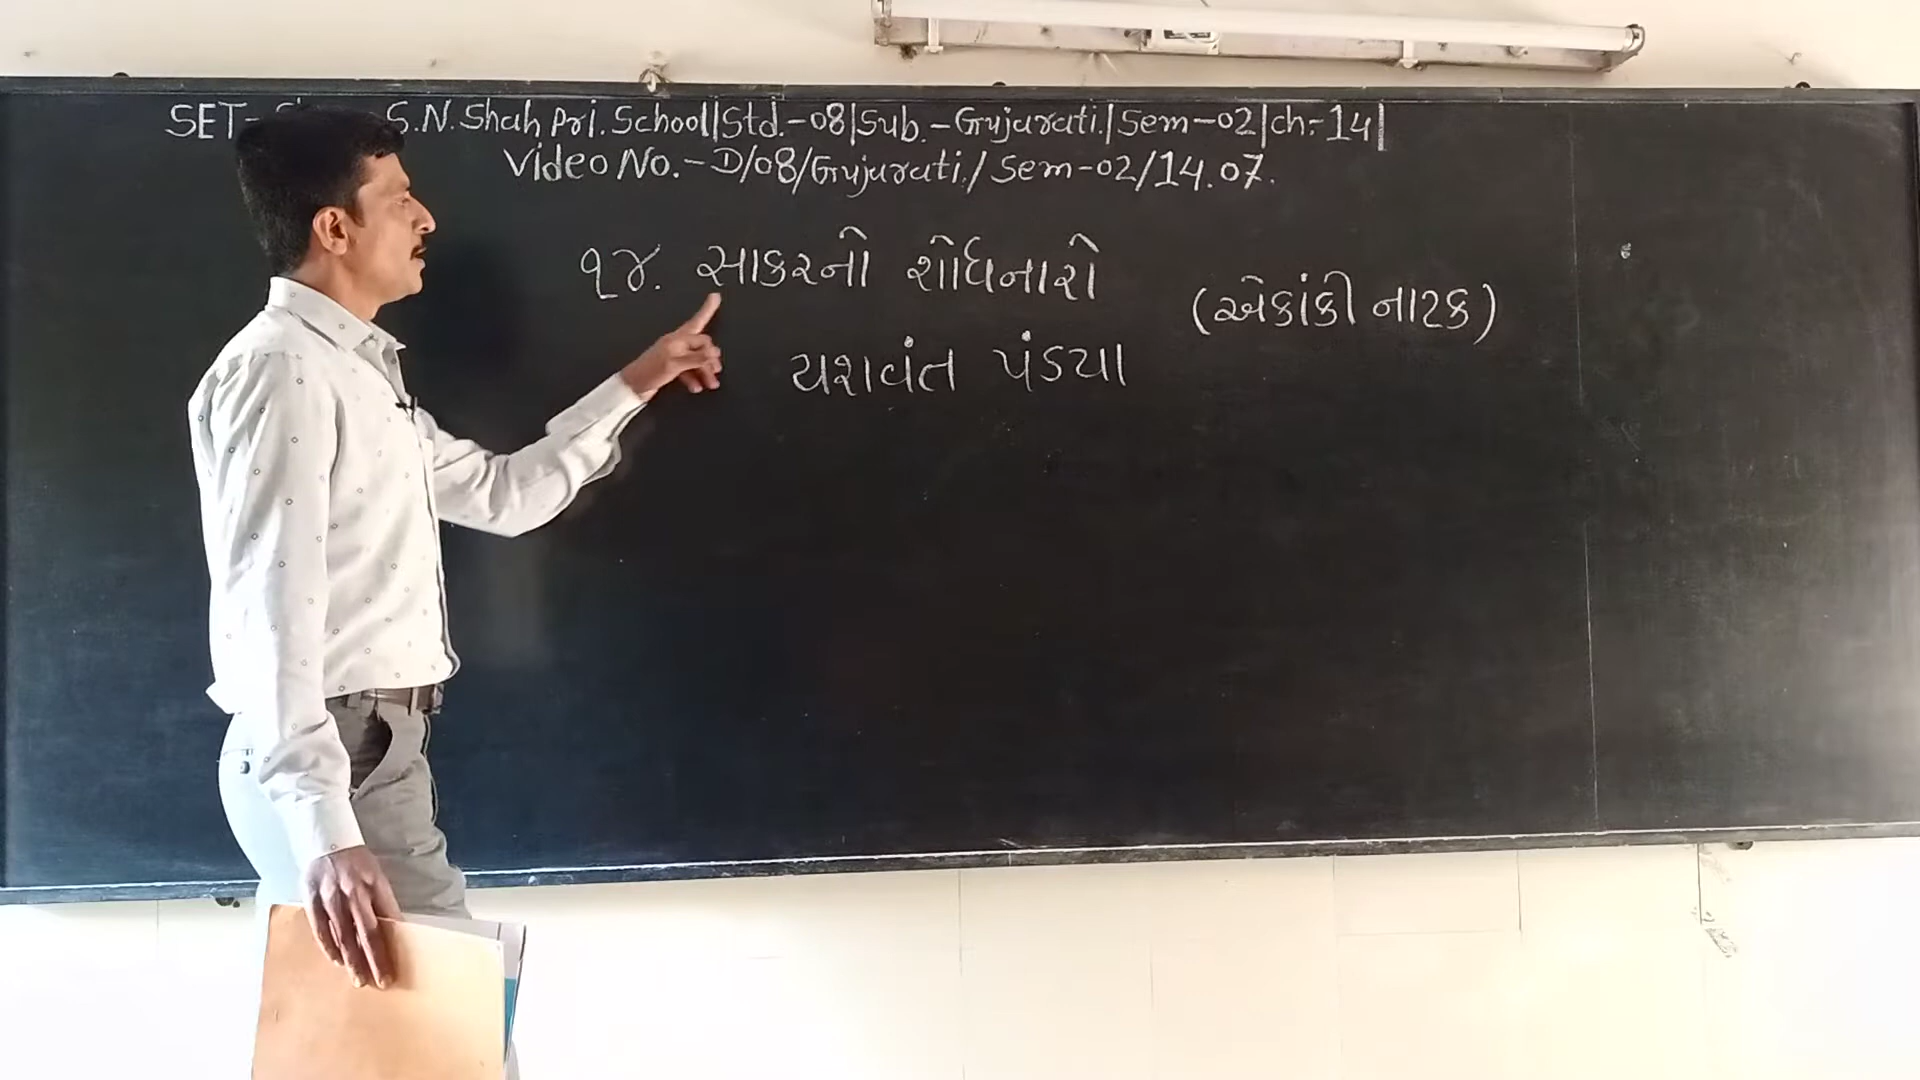 SET- S.N. Shah Pri. School|Std.-08|Sub.-Gujarati.|Sem-02|ch.-14|
Video No.-D/08/Gujarati./Sem-02/14.07.
૧૪. સાકરનો શોધનારો
(એકાંકી નાટક)
યશવંત પંડયા